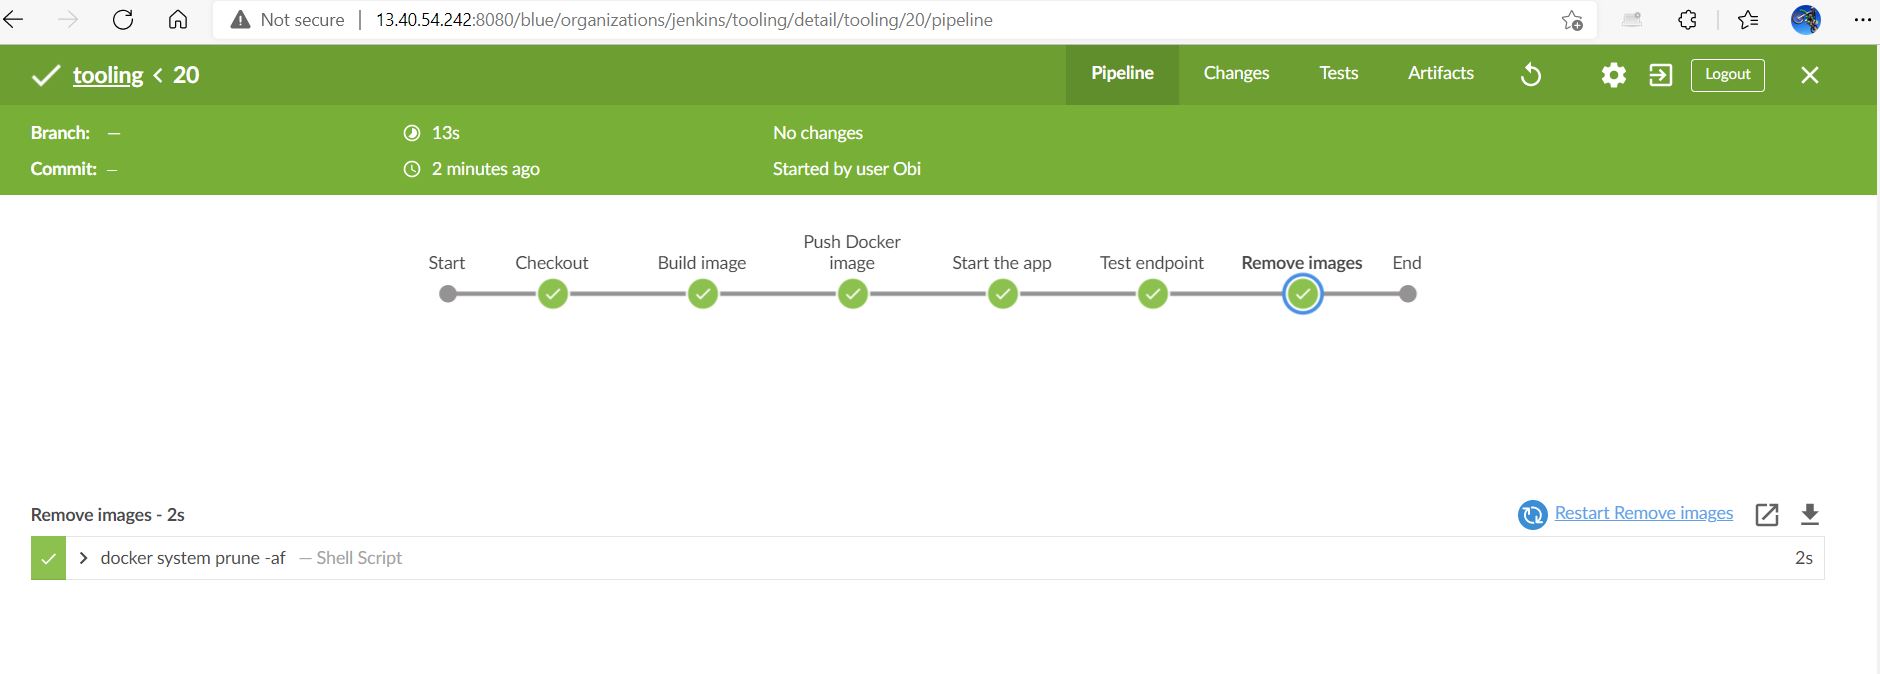 Not secure | 13.40.54.242:8080/blue/organizations/jenkins/tooling/detail/tooling/20/pipeline
tooling < 20
Pipeline Changes Tests Artifacts Logout
Branch: — 13s No changes
Commit: — 2 minutes ago Started by user Obi
Push Docker
Start Checkout Build image image Start the app Test endpoint Remove images End
Remove images - 2s Restart Remove images
docker system prune -af — Shell Script 2s